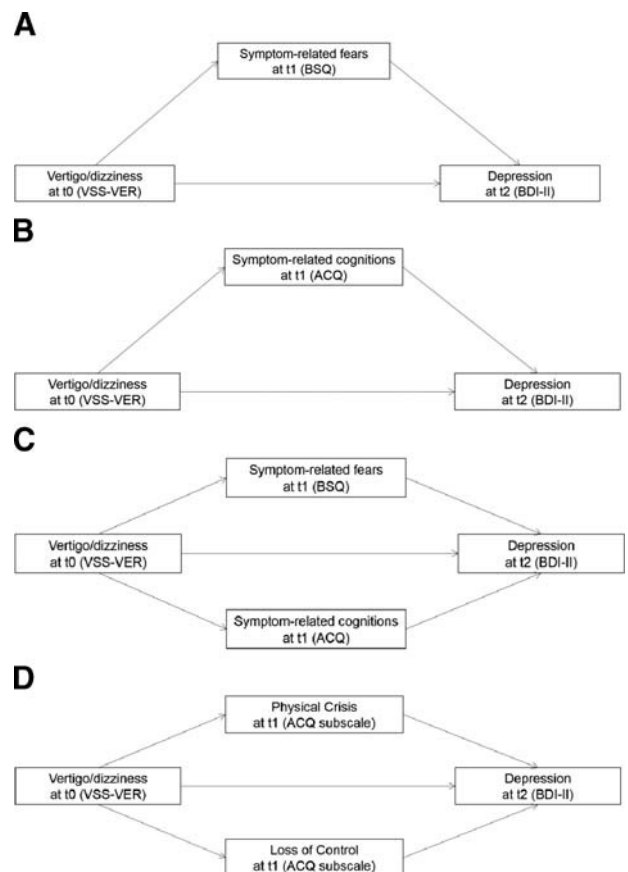 A
Symptom-related fears
at t1 (BSQ)
Vertigo/dizziness
at t0 (VSS-VER)
Depression
at t2 (BDI-II)
B
Symptom-related cognitions
at t1 (ACQ)
Vertigo/dizziness
at t0 (VSS-VER)
Depression
at t2 (BDI-II)
C
Symptom-related fears
at t1 (BSQ)
Vertigo/dizziness
at t0 (VSS-VER)
Depression
at t2 (BDI-II)
Symptom-related cognitions
at t1 (ACQ)
D
Physical Crisis
at t1 (ACQ subscale)
Vertigo/dizziness
at t0 (VSS-VER)
Depression
at t2 (BDI-II)
Loss of Control
at t1 (ACQ subscale)